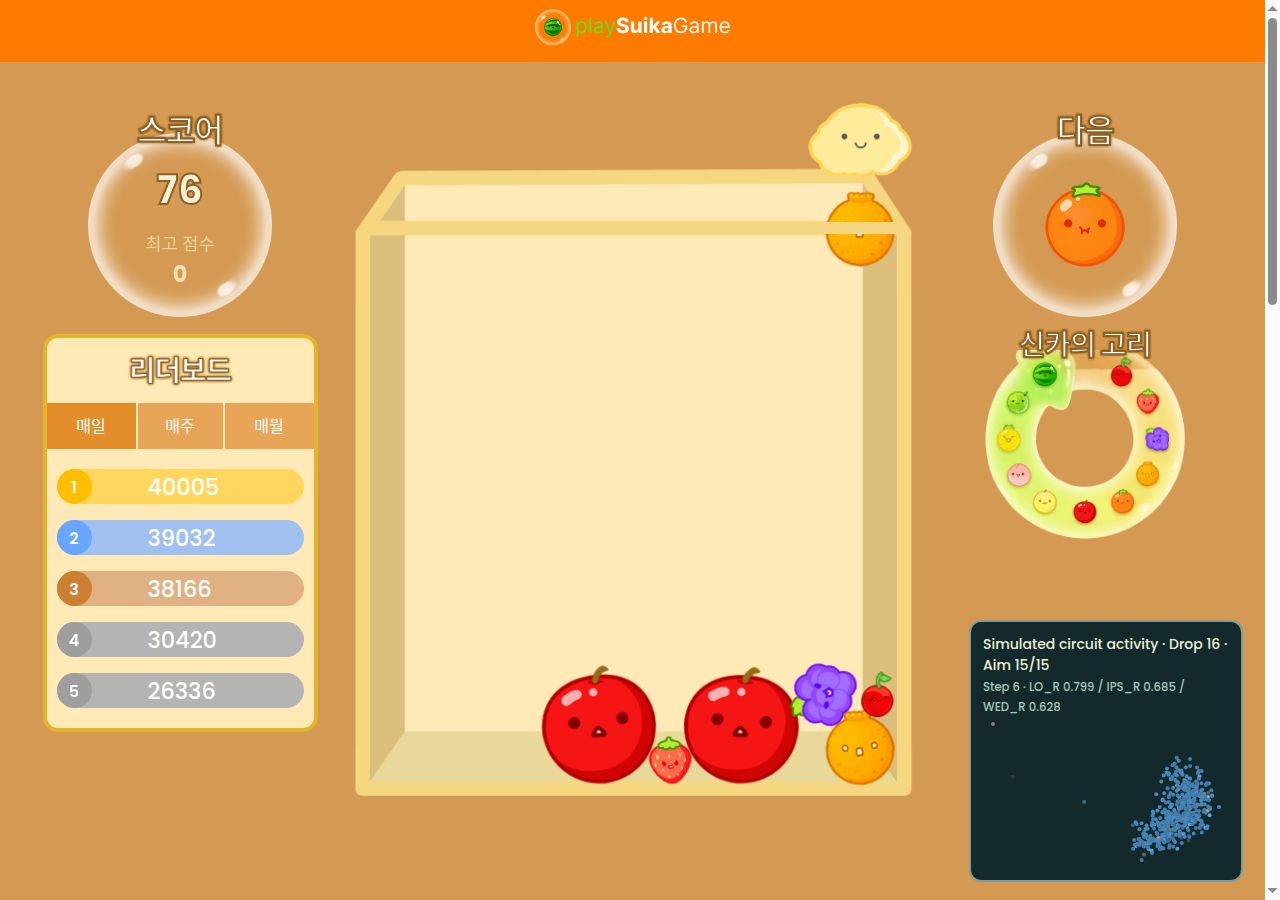 playSuikaGame
스코어
76
최고 점수
0
다음
신카의 고리
리더보드
매일 매주 매월
1 40005
2 39032
3 38166
4 30420
5 26336
Simulated circuit activity · Drop 16 ·
Aim 15/15
Step 6 · LO_R 0.799 / IPS_R 0.685 /
WED_R 0.628